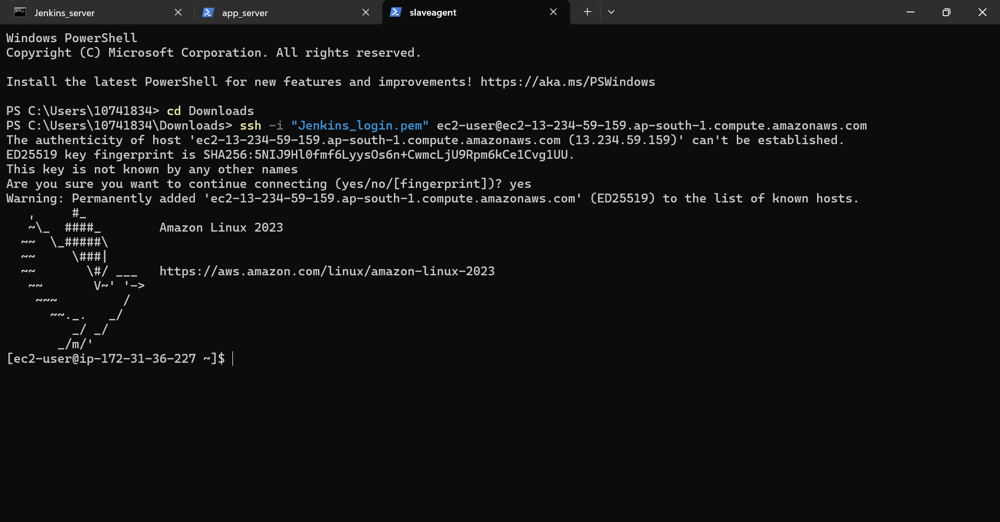 Jenkins_server
app_server
slaveagent
Windows PowerShell
Copyright (C) Microsoft Corporation. All rights reserved.
Install the latest PowerShell for new features and improvements! https://aka.ms/PSWindows
PS C:\Users\10741834> cd Downloads
PS C:\Users\10741834\Downloads> ssh -i "Jenkins_login.pem" ec2-user@ec2-13-234-59-159.ap-south-1.compute.amazonaws.com
The authenticity of host 'ec2-13-234-59-159.ap-south-1.compute.amazonaws.com (13.234.59.159)' can't be established.
ED25519 key fingerprint is SHA256:5NIJ9Hl0fmf6LyysOs6n+CwmcLjU9Rpm6kCe1Cvg1UU.
This key is not known by any other names
Are you sure you want to continue connecting (yes/no/[fingerprint])? yes
Warning: Permanently added 'ec2-13-234-59-159.ap-south-1.compute.amazonaws.com' (ED25519) to the list of known hosts.
   ,     #_
   ~\_  ####_        Amazon Linux 2023
  ~~  \_#####\
  ~~     \###|
  ~~       \#/ ___   https://aws.amazon.com/linux/amazon-linux-2023
   ~~       V~' '->
    ~~~         /
      ~~._.   _/
         _/ _/
       _/m/'
[ec2-user@ip-172-31-36-227 ~]$